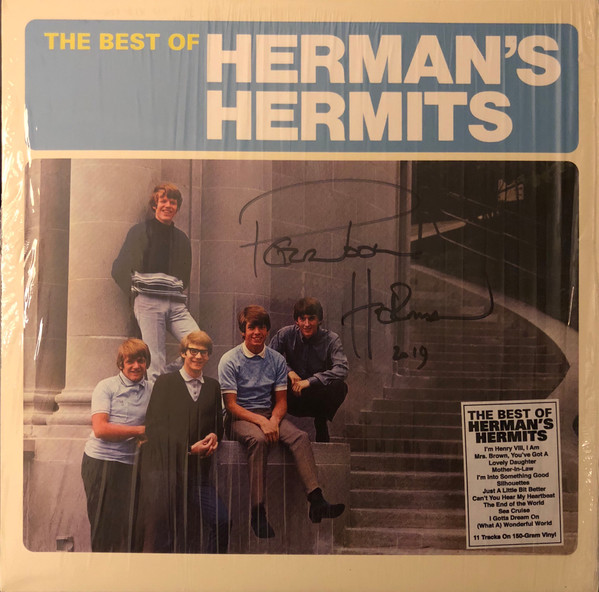 THE BEST OF
HERMAN'S
HERMITS
Herman
2019
THE BEST OF
HERMAN'S
HERMITS
I'm Henry VIII, I Am
Mrs. Brown, You've Got A
Lovely Daughter
Mother-In-Law
I'm Into Something Good
Silhouettes
Just A Little Bit Better
Can't You Hear My Heartbeat
The End of the World
Sea Cruise
I Gotta Dream On
(What A) Wonderful World
11 Tracks On 180-Gram Vinyl